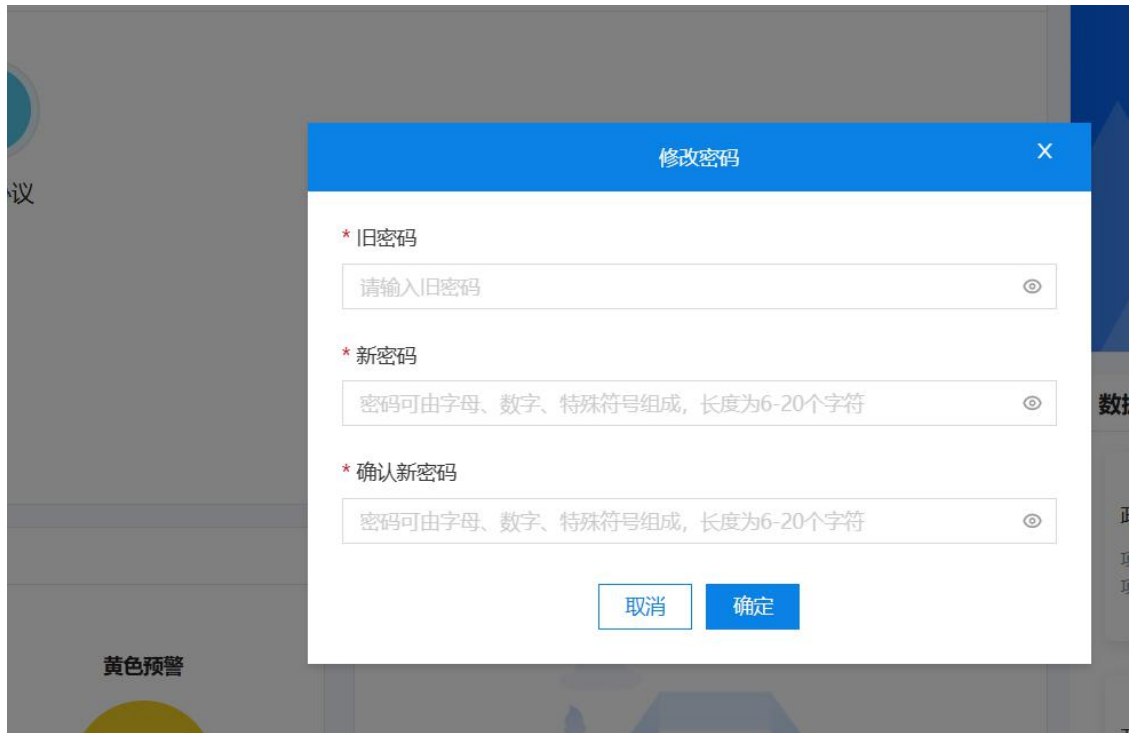 修改密码
X
议
* 旧密码
请输入旧密码
* 新密码
密码可由字母、数字、特殊符号组成，长度为6-20个字符
* 确认新密码
密码可由字母、数字、特殊符号组成，长度为6-20个字符
取消
确定
黄色预警
数
项
项